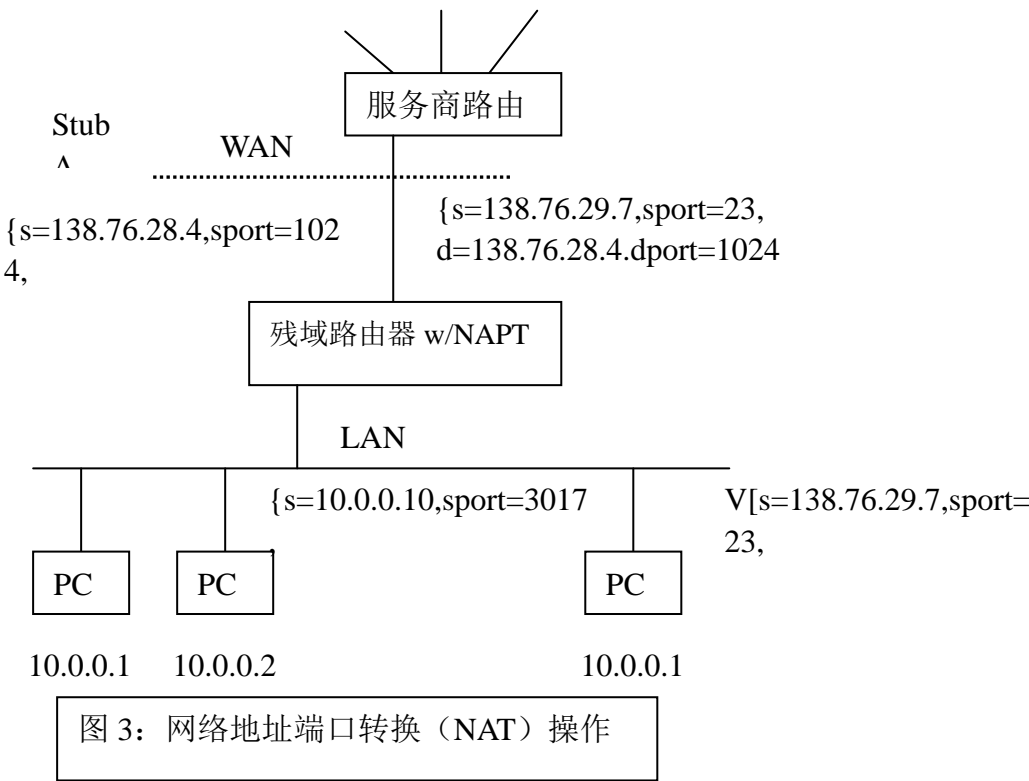 服务商路由
Stub
A
WAN
{s=138.76.28.4,sport=102
4,
{s=138.76.29.7,sport=23,
d=138.76.28.4.dport=1024
残域路由器 w/NAPT
LAN
{s=10.0.0.10,sport=3017
,
V[s=138.76.29.7,sport=
23,
PC
PC
PC
10.0.0.1
10.0.0.2
10.0.0.1
图 3：网络地址端口转换（NAT）操作